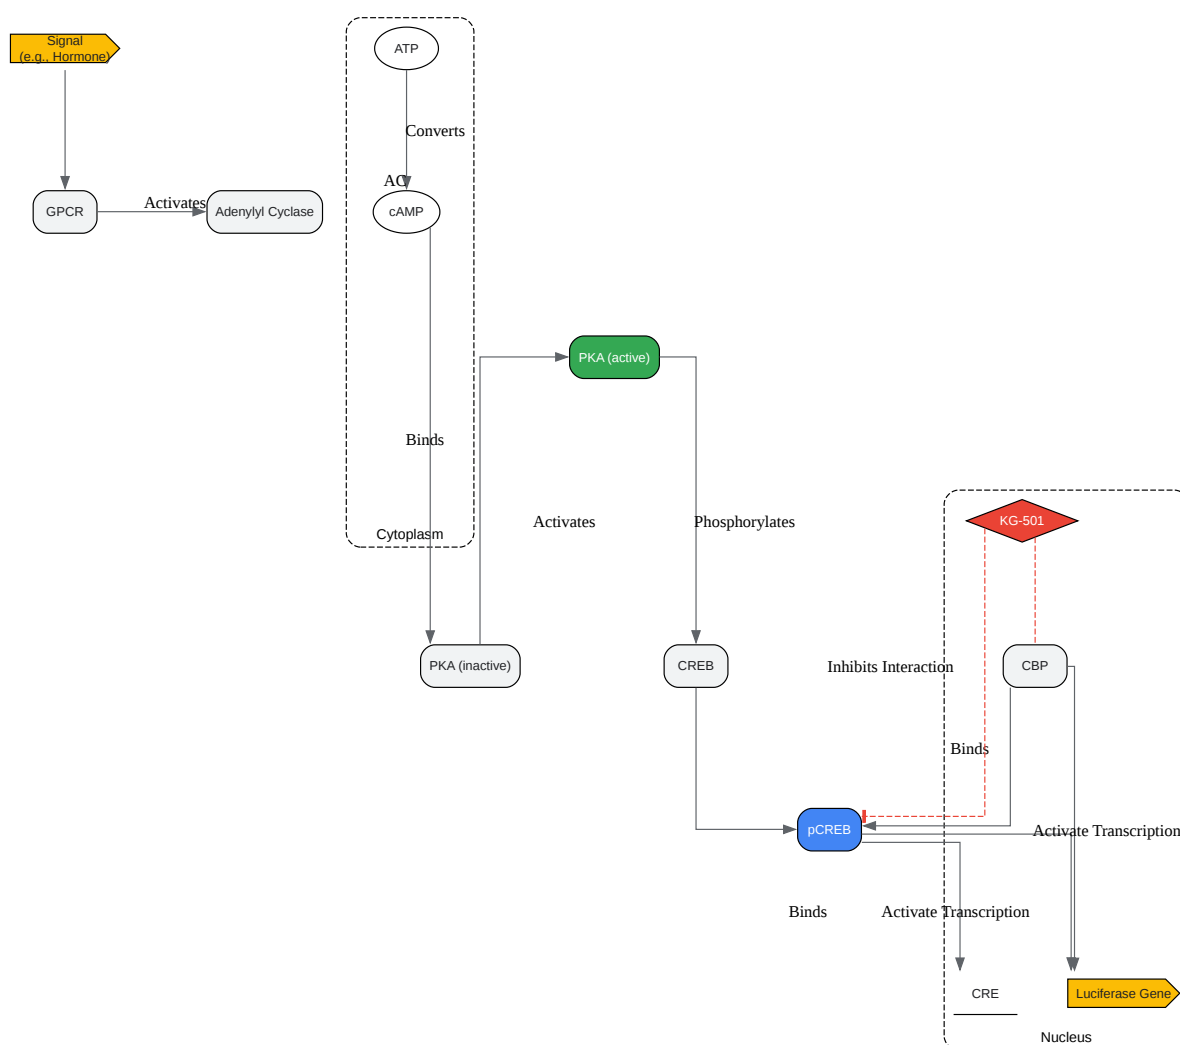 Signal
(e.g., Hormone)
ATP
Converts
AC
cAMP
GPCR
Activates
Adenylyl Cyclase
PKA (active)
Binds
Activates
Phosphorylates
Cytoplasm
KG-501
PKA (inactive)
CREB
Inhibits Interaction
CBP
Binds
pCREB
Activate Transcription
Binds
Activate Transcription
CRE
Luciferase Gene
Nucleus